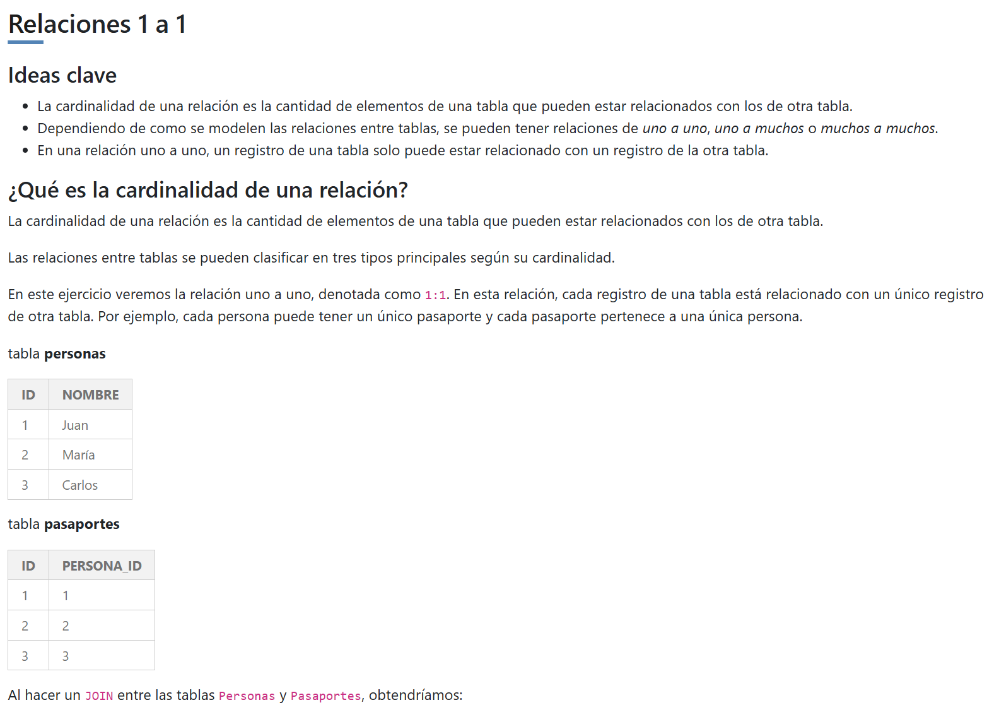 Relaciones 1 a 1
Ideas clave
• La cardinalidad de una relación es la cantidad de elementos de una tabla que pueden estar relacionados con los de otra tabla.
• Dependiendo de como se modelen las relaciones entre tablas, se pueden tener relaciones de uno a uno, uno a muchos o muchos a muchos.
• En una relación uno a uno, un registro de una tabla solo puede estar relacionado con un registro de la otra tabla.
¿Qué es la cardinalidad de una relación?
La cardinalidad de una relación es la cantidad de elementos de una tabla que pueden estar relacionados con los de otra tabla.
Las relaciones entre tablas se pueden clasificar en tres tipos principales según su cardinalidad.
En este ejercicio veremos la relación uno a uno, denotada como 1:1. En esta relación, cada registro de una tabla está relacionado con un único registro
de otra tabla. Por ejemplo, cada persona puede tener un único pasaporte y cada pasaporte pertenece a una única persona.
tabla personas
ID NOMBRE
1 Juan
2 María
3 Carlos
tabla pasaportes
ID PERSONA_ID
1 1
2 2
3 3
Al hacer un JOIN entre las tablas Personas y Pasaportes, obtendríamos: